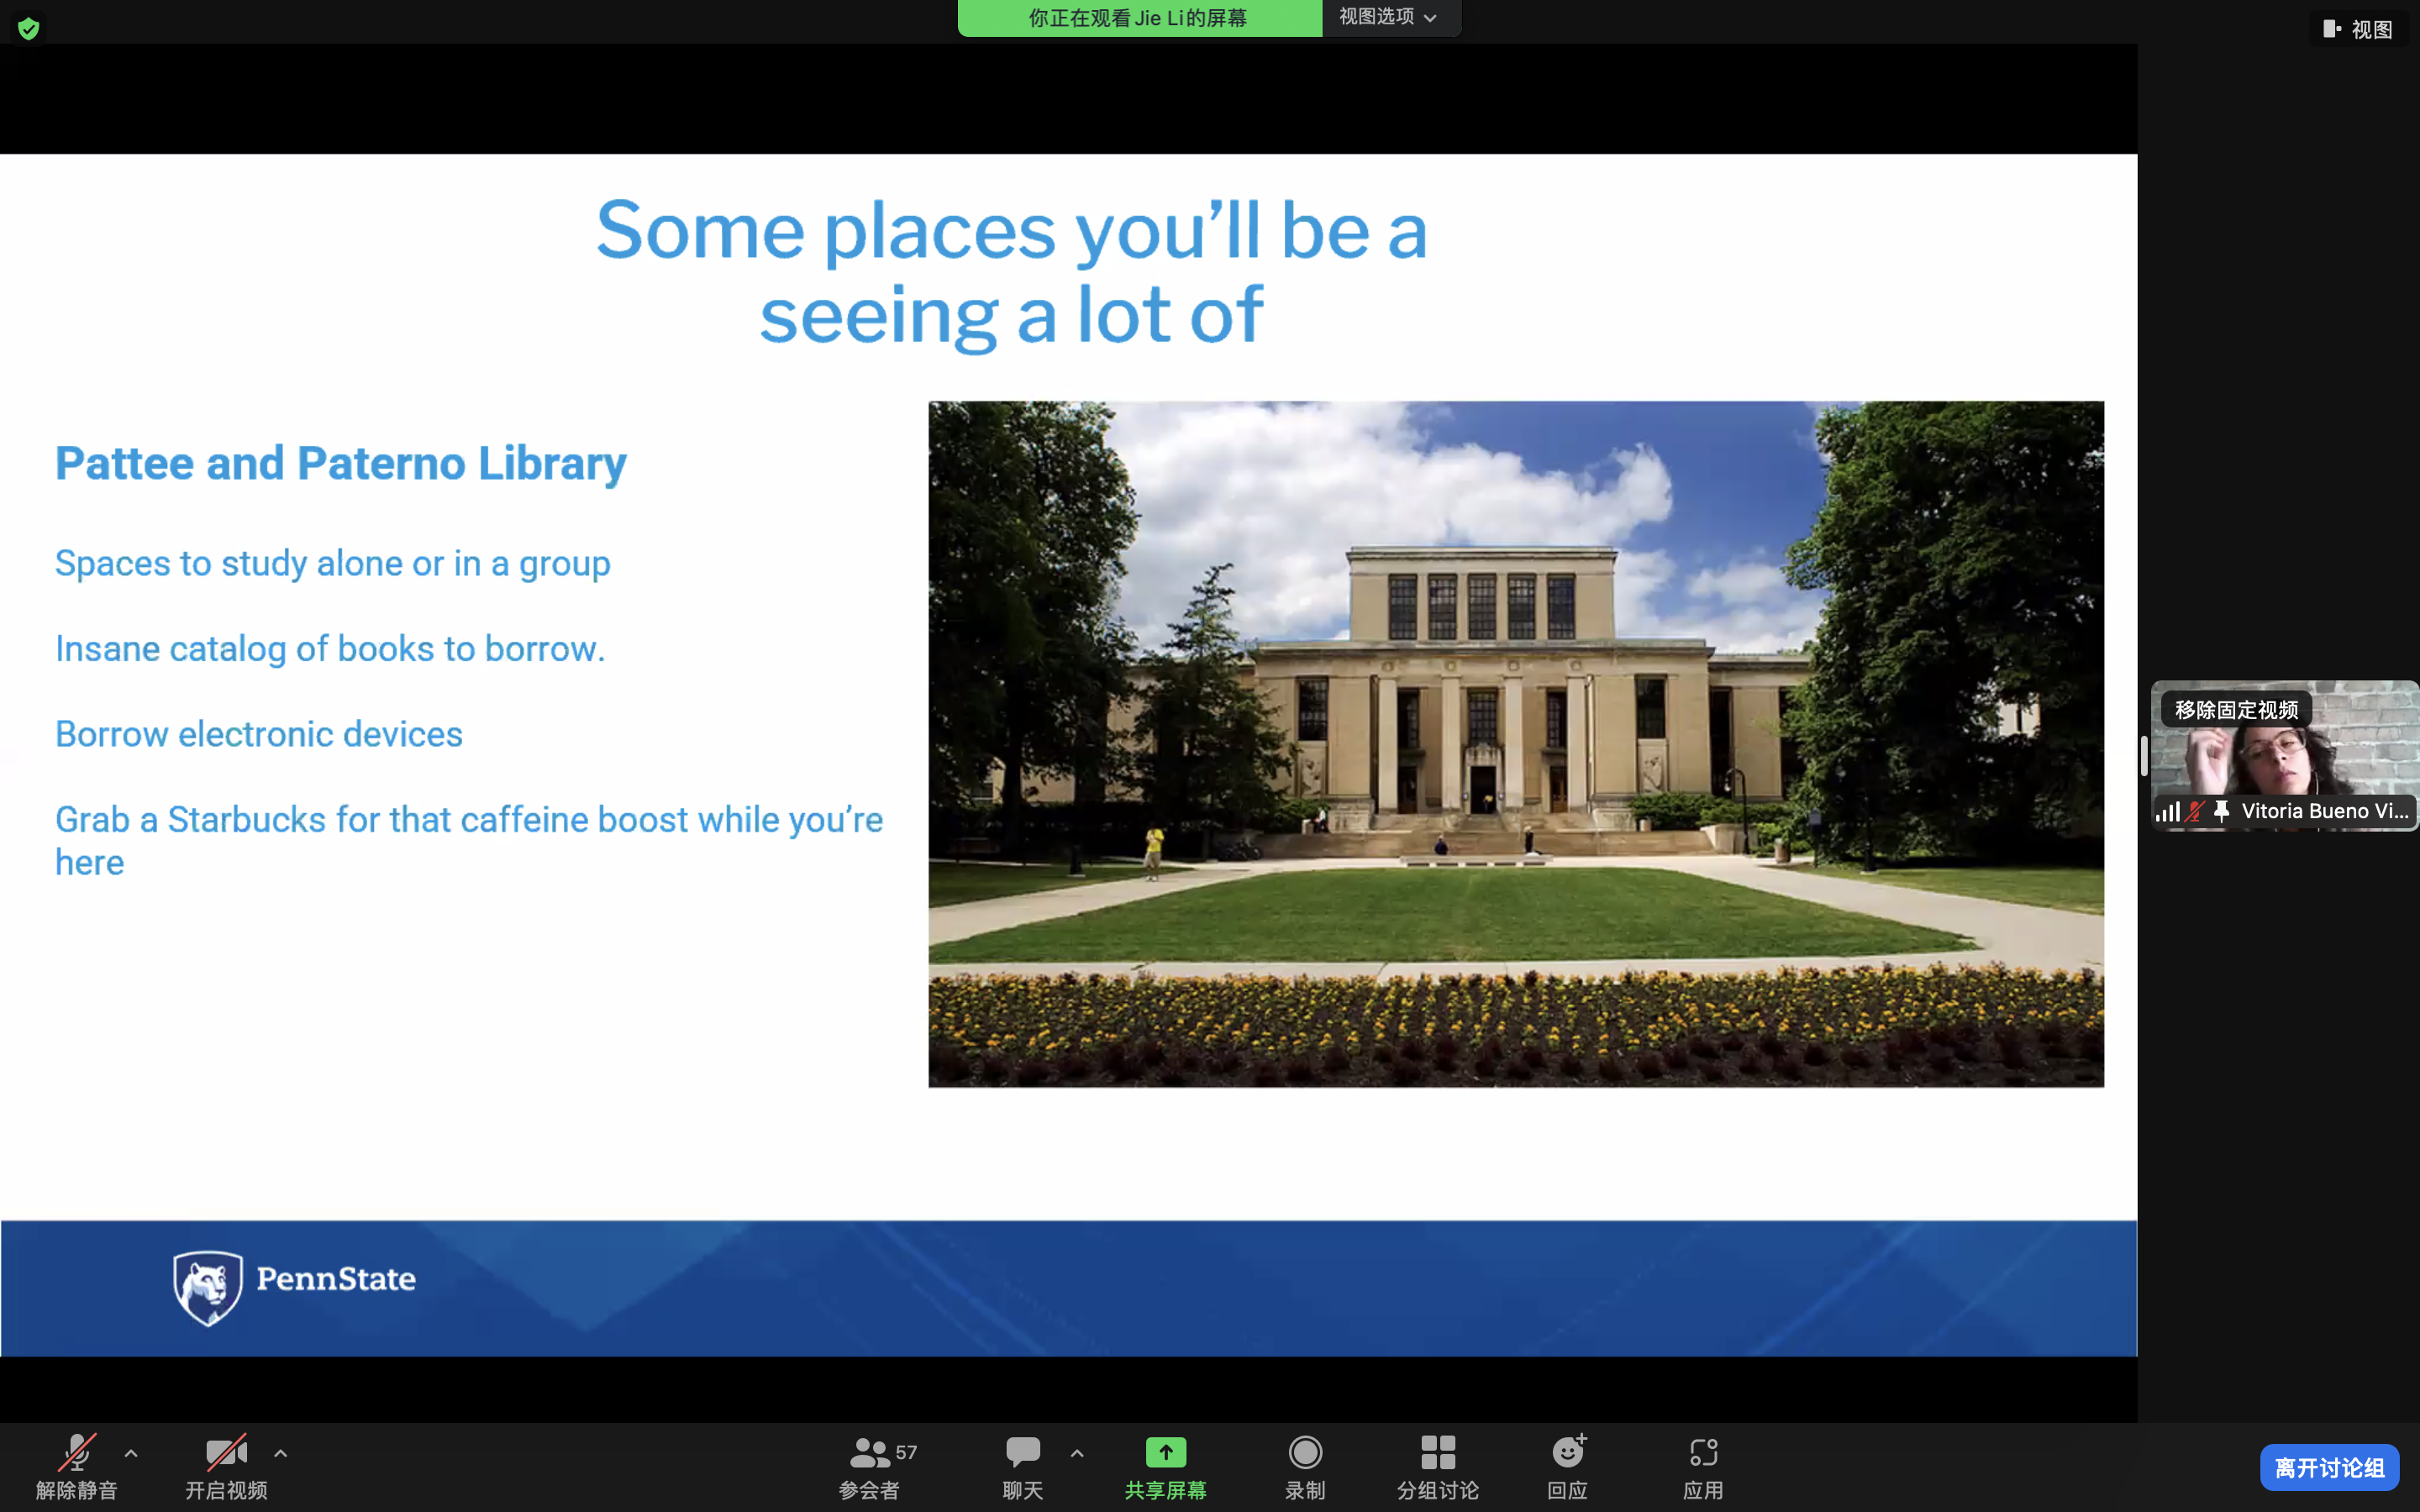 你正在观看Jie Li的屏幕
视图选项
视图
Some places you’ll be a
seeing a lot of
Pattee and Paterno Library
Spaces to study alone or in a group
Insane catalog of books to borrow.
Borrow electronic devices
Grab a Starbucks for that caffeine boost while you’re
here
移除固定视频
Vitoria Bueno Vi...
PennState
解除静音
开启视频
57
参会者
聊天
共享屏幕
录制
分组讨论
回应
应用
离开讨论组